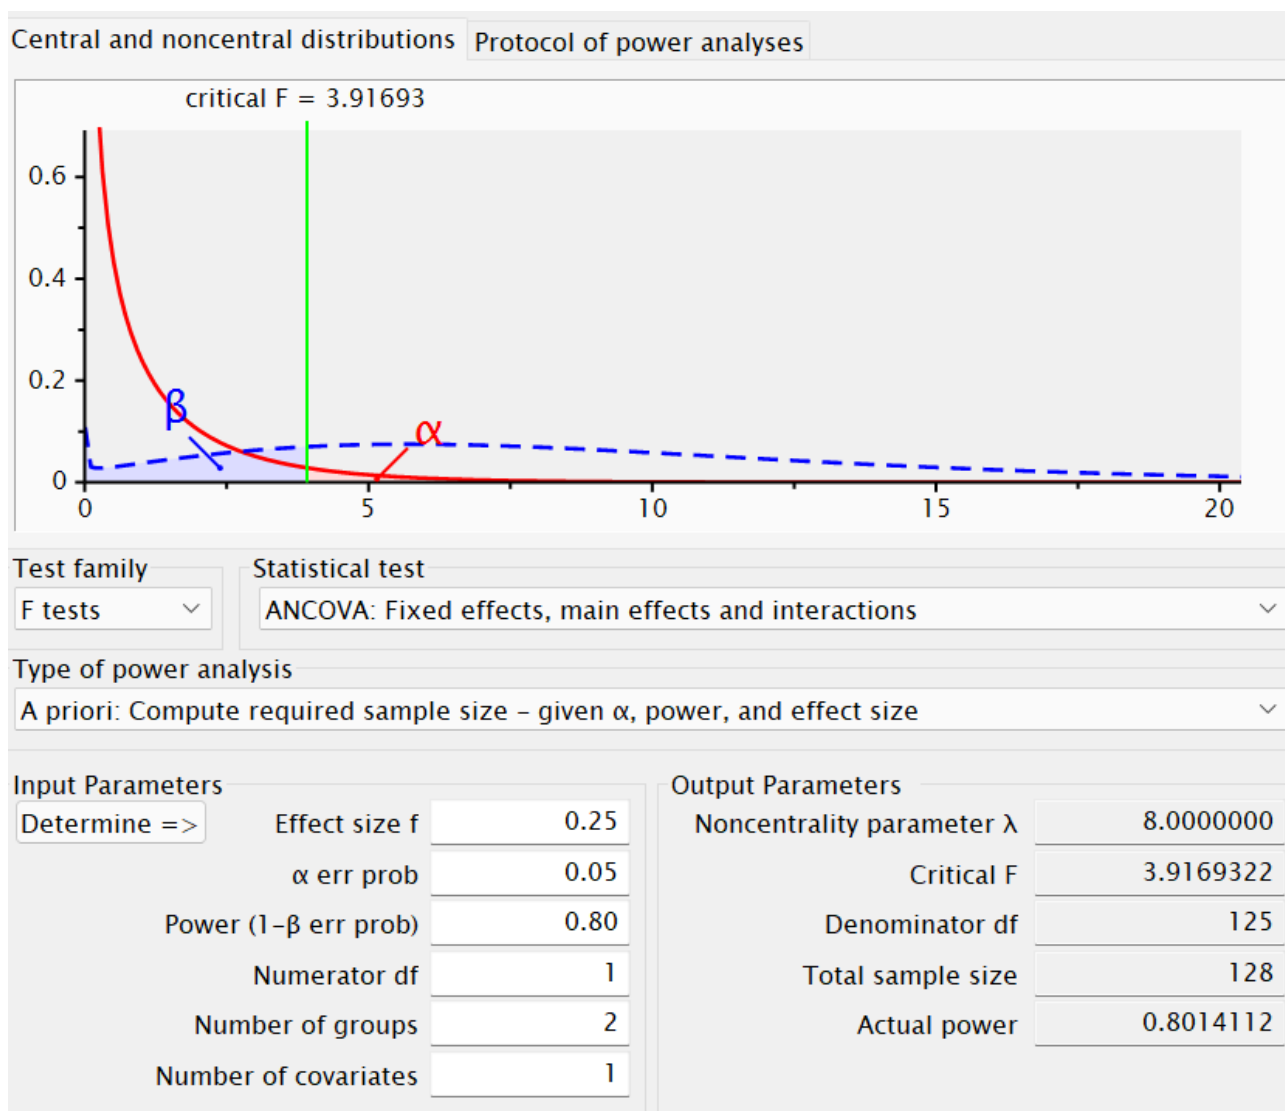 Central and noncentral distributions Protocol of power analyses
critical F = 3.91693
0.6
0.4
0.2
β
α
0
0 5 10 15 20
Test family Statistical test
F tests ANCOVA: Fixed effects, main effects and interactions
Type of power analysis
A priori: Compute required sample size – given α, power, and effect size
Input Parameters Output Parameters
Determine => Effect size f 0.25 Noncentrality parameter λ 8.0000000
α err prob 0.05 Critical F 3.9169322
Power (1-β err prob) 0.80 Denominator df 125
Numerator df 1 Total sample size 128
Number of groups 2 Actual power 0.8014112
Number of covariates 1